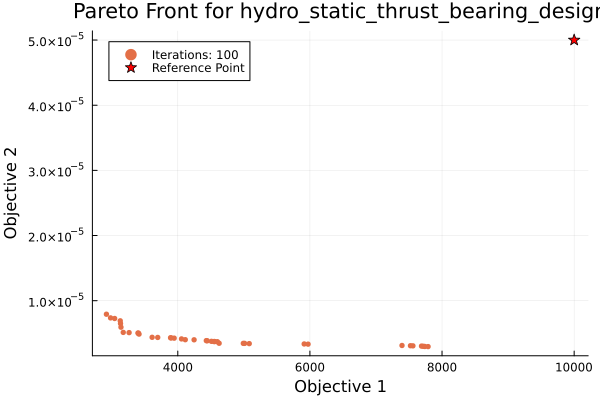 Pareto Front for hydro_static_thrust_bearing_desigr
5.0×10⁻⁵
Iterations: 100
Reference Point
4.0×10⁻⁵
3.0×10⁻⁵
2.0×10⁻⁵
1.0×10⁻⁵
Objective 2
4000 6000 8000 10000
Objective 1